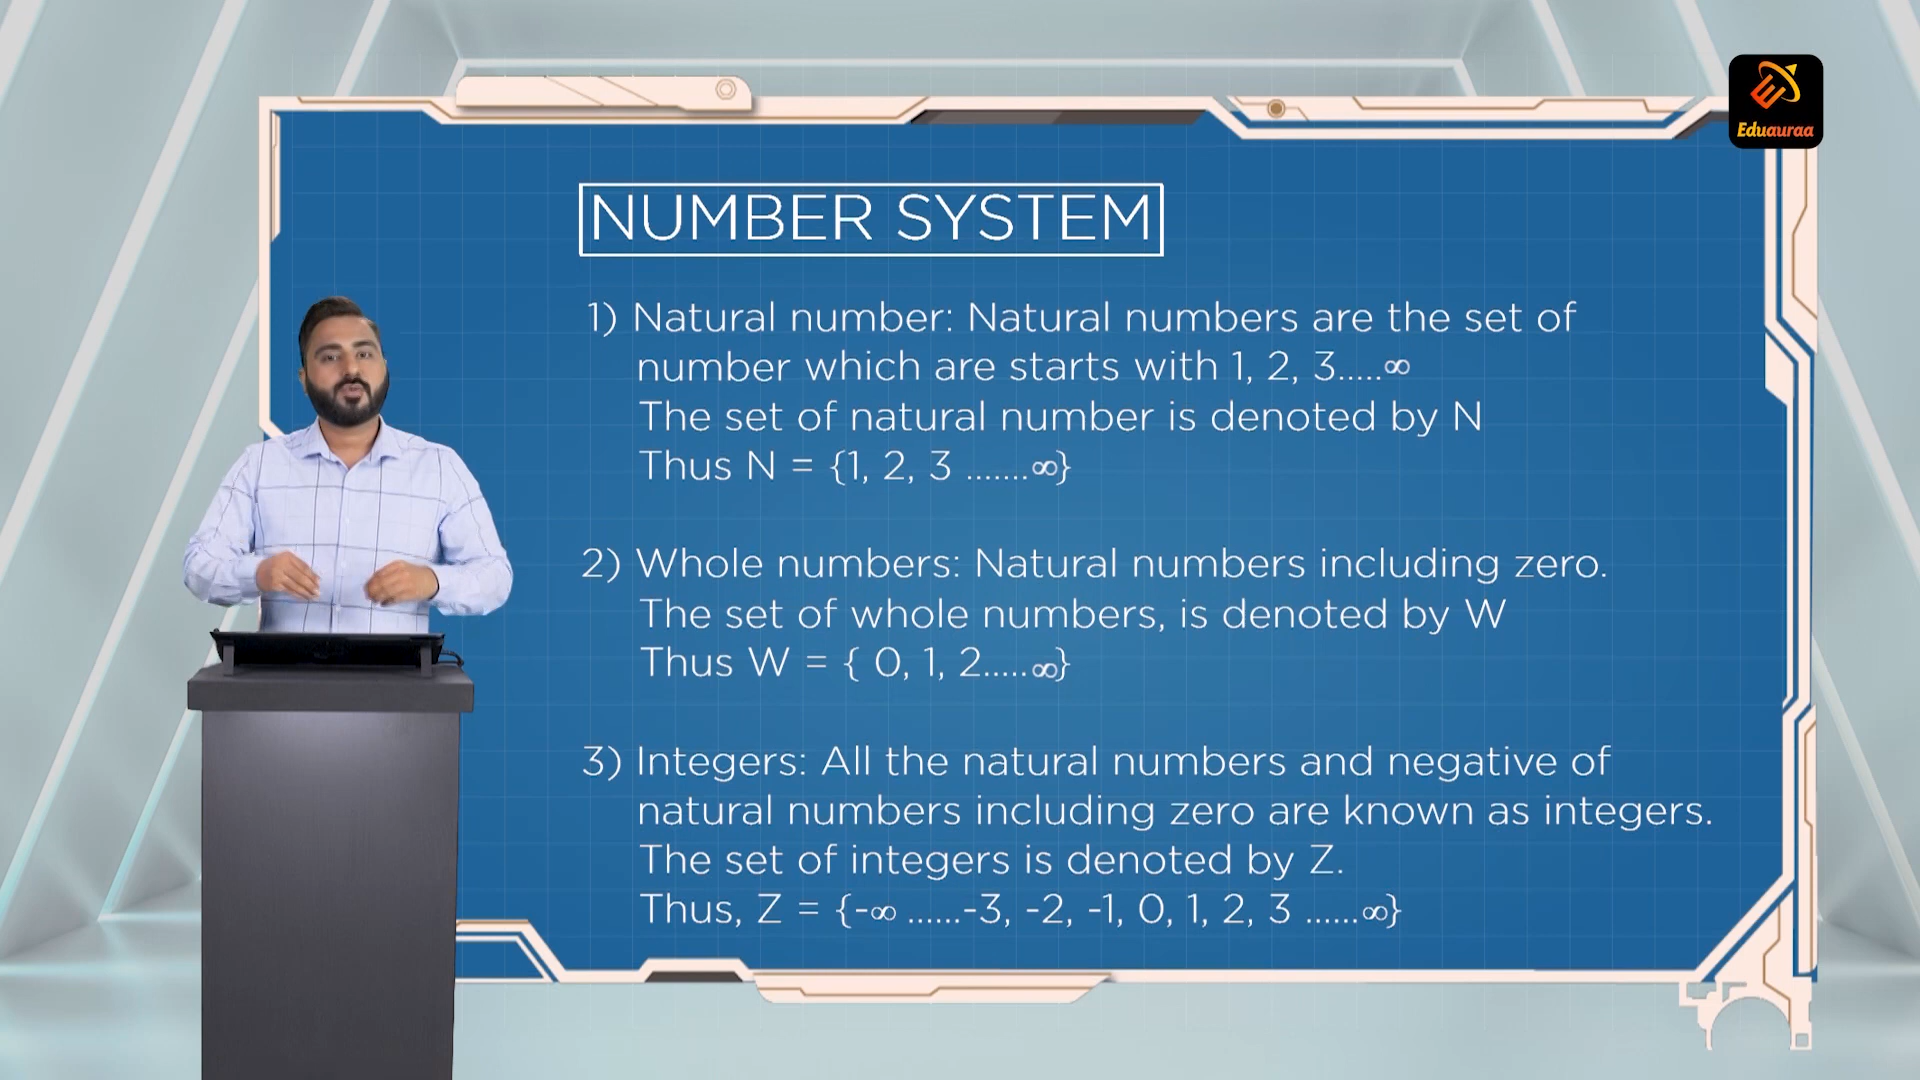 Eduauraa
NUMBER SYSTEM
1) Natural number: Natural numbers are the set of
number which are starts with 1, 2, 3.....∞
The set of natural number is denoted by N
Thus N = {1, 2, 3 .......∞}
2) Whole numbers: Natural numbers including zero.
The set of whole numbers, is denoted by W
Thus W = { 0, 1, 2.....∞}
3) Integers: All the natural numbers and negative of
natural numbers including zero are known as integers.
The set of integers is denoted by Z.
Thus, Z = {-∞ ......-3, -2, -1, 0, 1, 2, 3 ......∞}